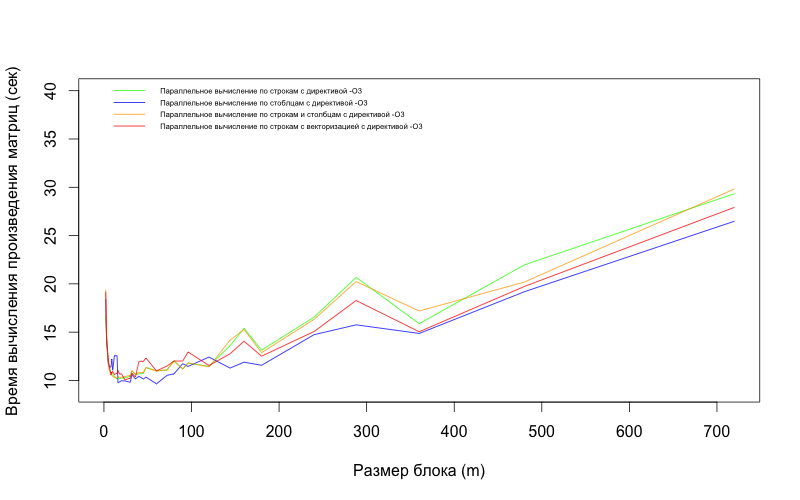 Параллельное вычисление по строкам с директивой -O3
Параллельное вычисление по стоблцам с директивой -O3
Параллельное вычисление по строкам и столбцам с директивой -O3
Параллельное вычисление по строкам с векторизацией с директивой -O3
Время вычисления произведения матриц (сек)
40
35
30
25
20
15
10
0 100 200 300 400 500 600 700
Размер блока (m)